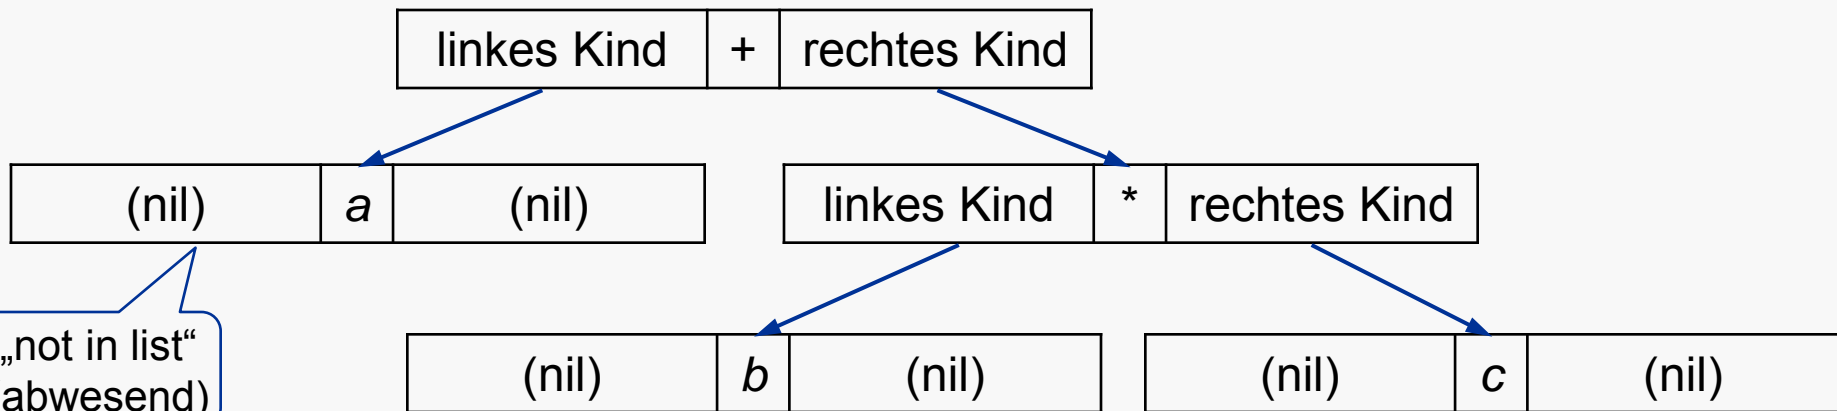 linkes Kind + rechtes Kind
(nil) a (nil) linkes Kind * rechtes Kind
„not in list“
abwesend)
(nil) b (nil) (nil) c (nil)